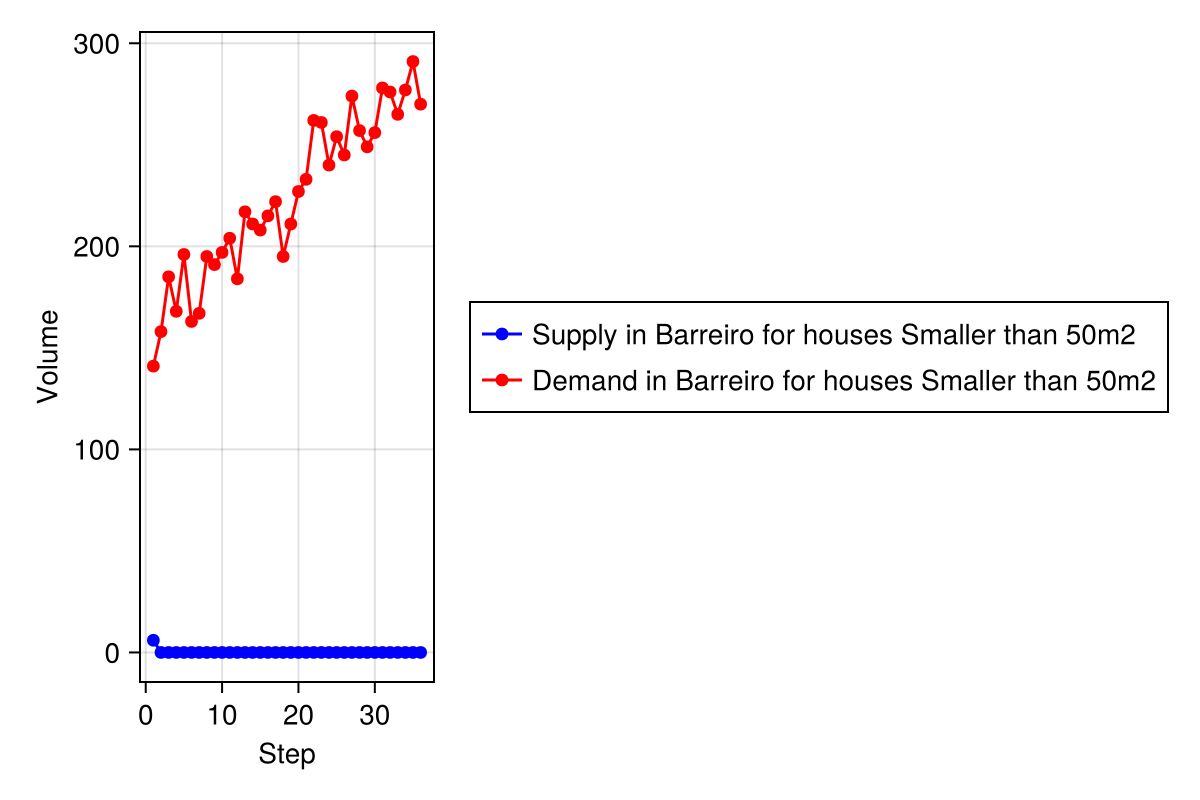 300
200
100
0
Volume
0 10 20 30
Step
Supply in Barreiro for houses Smaller than 50m2
Demand in Barreiro for houses Smaller than 50m2